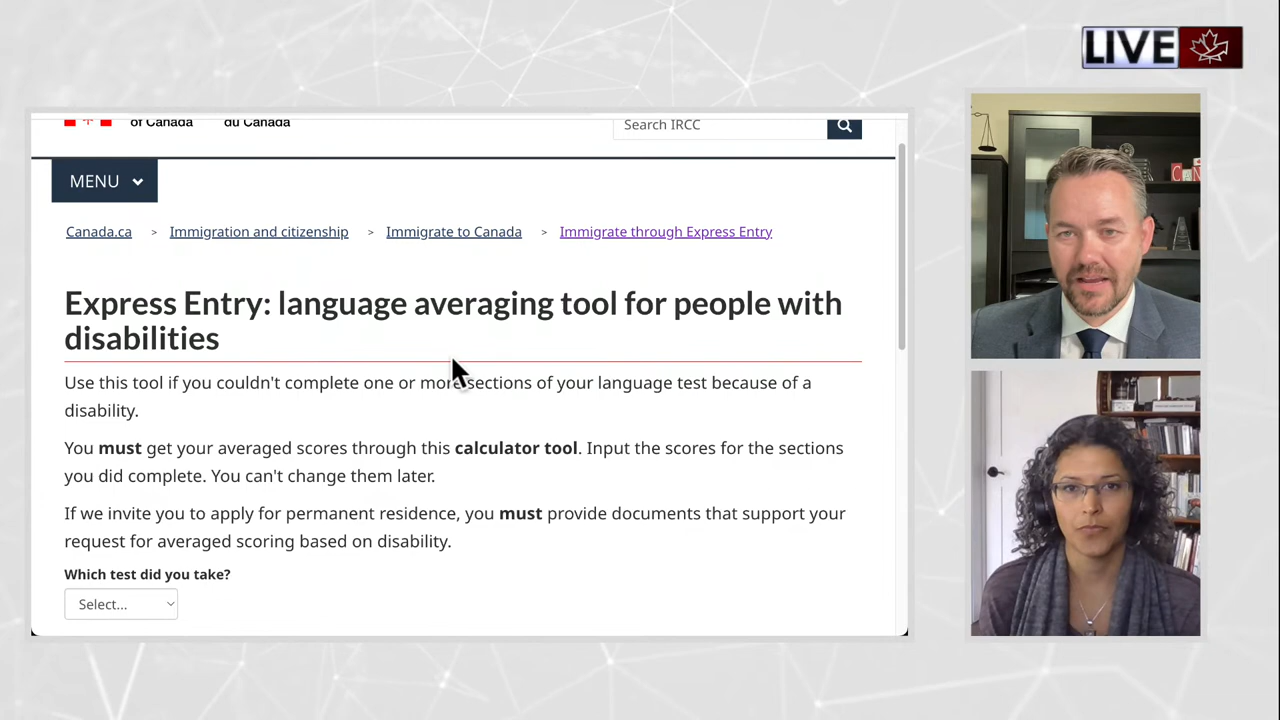 LIVE
of Canada du Canada
Search IRCC
MENU
Canada.ca > Immigration and citizenship > Immigrate to Canada > Immigrate through Express Entry
Express Entry: language averaging tool for people with
disabilities
Use this tool if you couldn't complete one or more sections of your language test because of a
disability.
You must get your averaged scores through this calculator tool. Input the scores for the sections
you did complete. You can't change them later.
If we invite you to apply for permanent residence, you must provide documents that support your
request for averaged scoring based on disability.
Which test did you take?
Select...